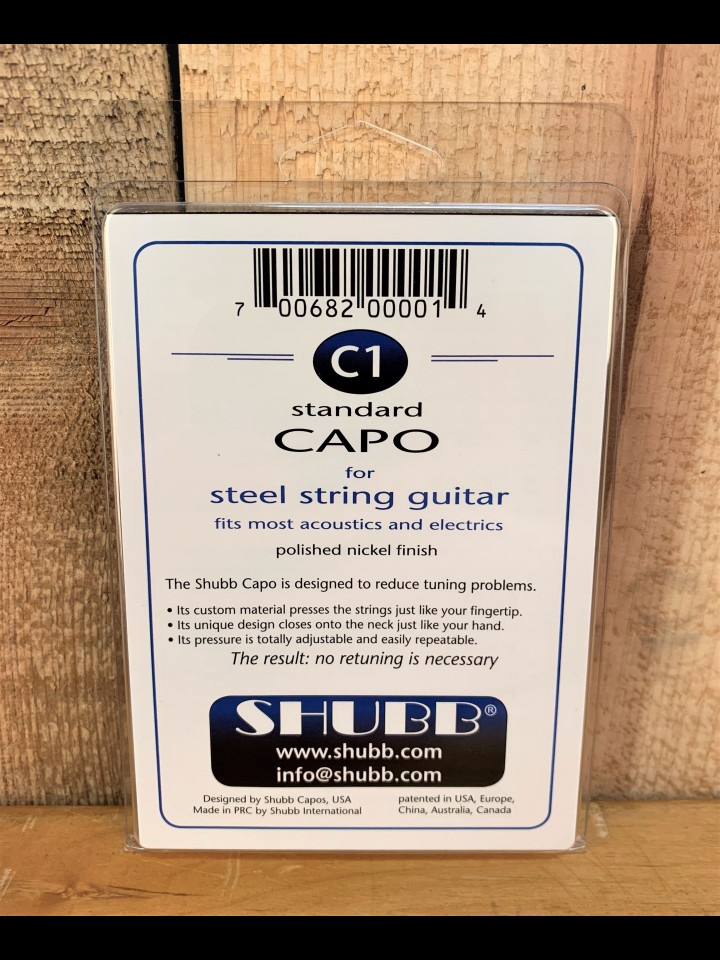 7 00682 00001 4
C1
standard
CAPO
for
steel string guitar
fits most acoustics and electrics
polished nickel finish
The Shubb Capo is designed to reduce tuning problems.
• Its custom material presses the strings just like your fingertip.
• Its unique design closes onto the neck just like your hand.
• Its pressure is totally adjustable and easily repeatable.
The result: no retuning is necessary
SHUBB®
www.shubb.com
info@shubb.com
Designed by Shubb Capos, USA
Made in PRC by Shubb International
patented in USA, Europe,
China, Australia, Canada